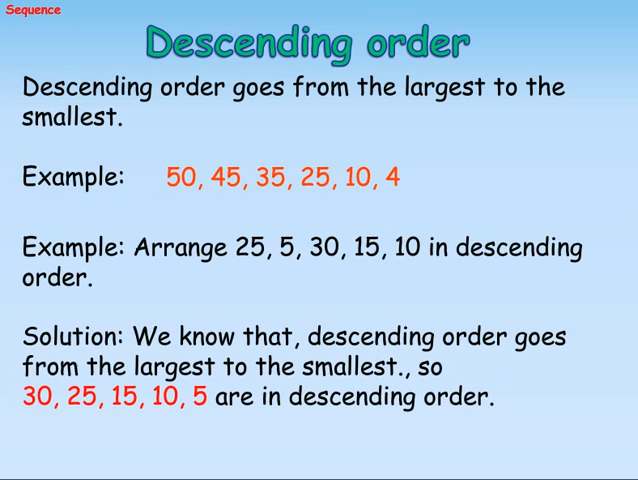 Sequence
Descending order
Descending order goes from the largest to the
smallest.
Example: 50, 45, 35, 25, 10, 4
Example: Arrange 25, 5, 30, 15, 10 in descending
order.
Solution: We know that, descending order goes
from the largest to the smallest., so
30, 25, 15, 10, 5 are in descending order.